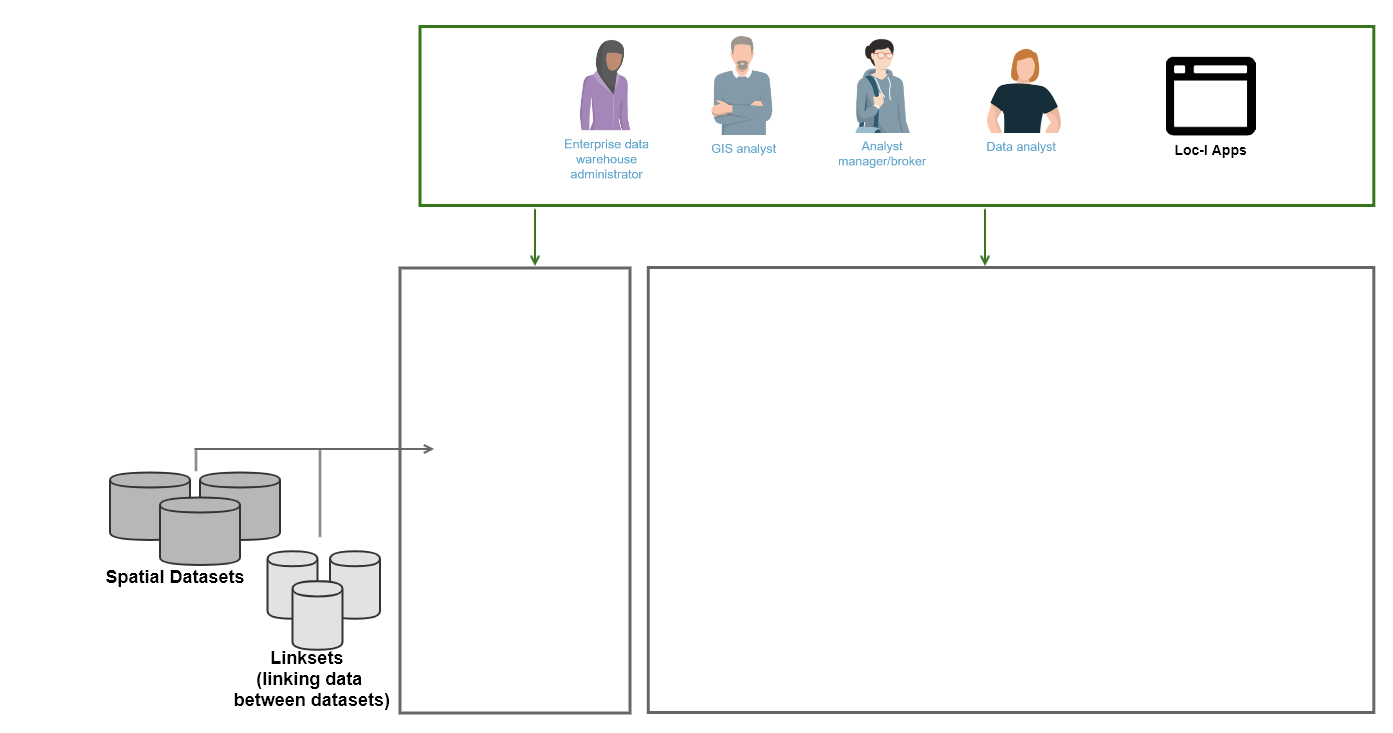 Enterprise data
warehouse
administrator
GIS analyst
Analyst
manager/broker
Data analyst
Loc-I Apps
Spatial Datasets
Linksets
(linking data
between datasets)